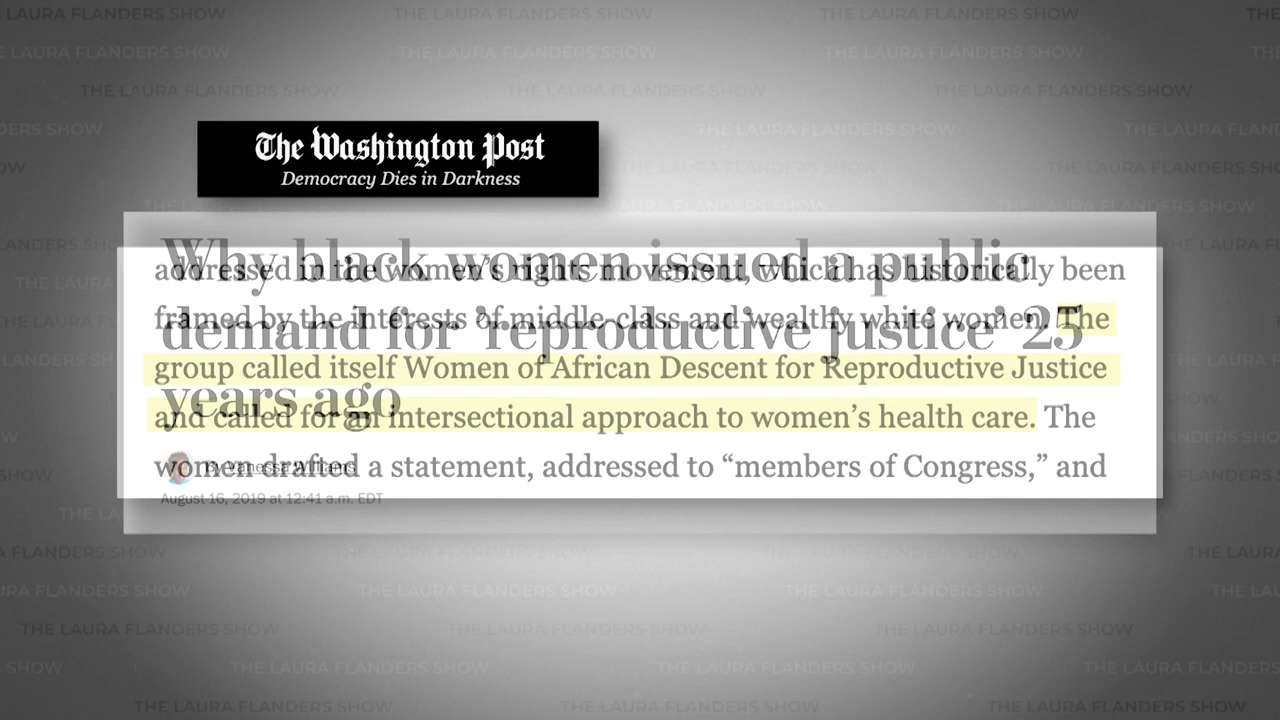 The Washington Post
Democracy Dies in Darkness
Why black women issued a public
demand for 'reproductive justice' 25
years ago
By Vanessa Williams
August 16, 2019 at 12:41 a.m. EDT
addressed in the women's rights movement, which has historically been
framed by the interests of middle-class and wealthy white women. The
group called itself Women of African Descent for Reproductive Justice
and called for an intersectional approach to women's health care. The
women drafted a statement, addressed to “members of Congress,” and
THE LAURA FLANDERS SHOW